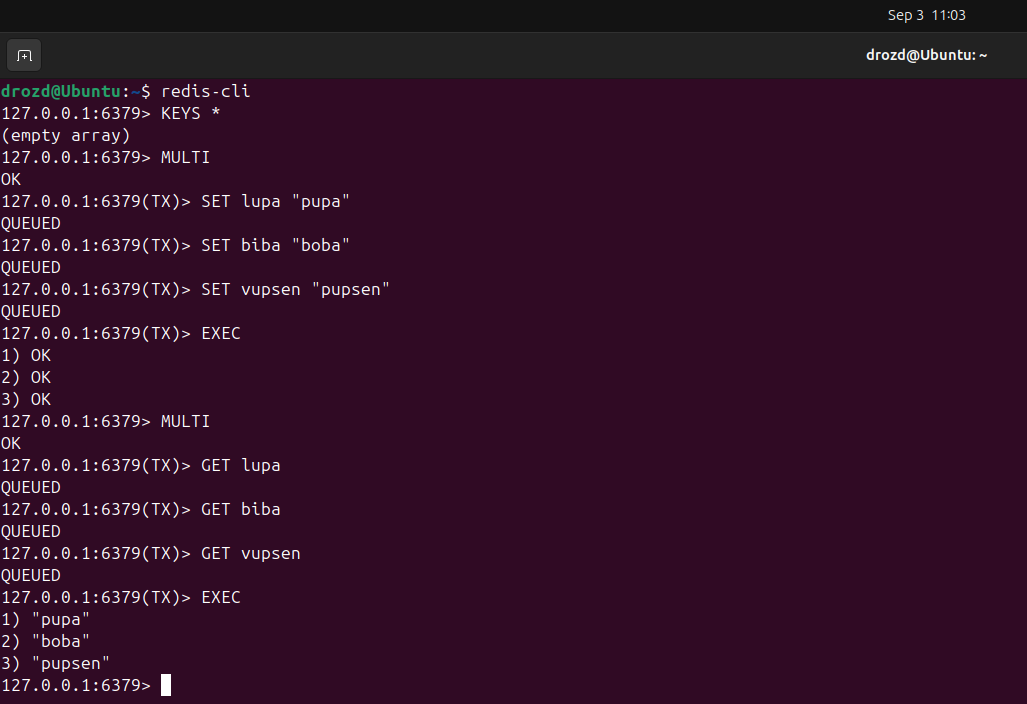 Sep 3 11:03
drozd@Ubuntu: ~
drozd@Ubuntu:~$ redis-cli
127.0.0.1:6379> KEYS *
(empty array)
127.0.0.1:6379> MULTI
OK
127.0.0.1:6379(TX)> SET lupa "pupa"
QUEUED
127.0.0.1:6379(TX)> SET biba "boba"
QUEUED
127.0.0.1:6379(TX)> SET vupsen "pupsen"
QUEUED
127.0.0.1:6379(TX)> EXEC
1) OK
2) OK
3) OK
127.0.0.1:6379> MULTI
OK
127.0.0.1:6379(TX)> GET lupa
QUEUED
127.0.0.1:6379(TX)> GET biba
QUEUED
127.0.0.1:6379(TX)> GET vupsen
QUEUED
127.0.0.1:6379(TX)> EXEC
1) "pupa"
2) "boba"
3) "pupsen"
127.0.0.1:6379>